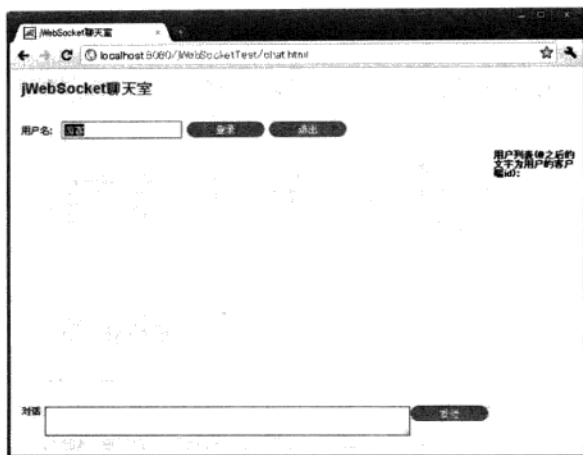 jWebSocket聊天室
localhost:8080/jWebSocketTest/chat.html
jWebSocket聊天室
用户名:
登录
退出
用户列表(@之后的
文字为用户的客户
端id):
对话
发送